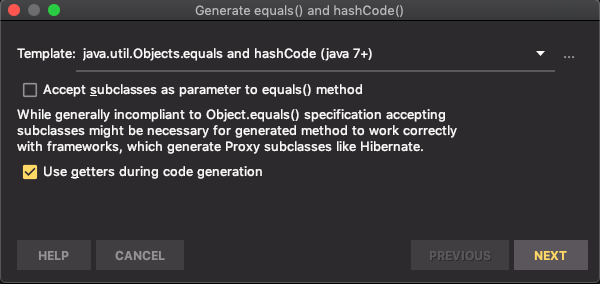 Generate equals() and hashCode()
Template: java.util.Objects.equals and hashCode (java 7+) ...
Accept subclasses as parameter to equals() method
While generally incompliant to Object.equals() specification accepting
subclasses might be necessary for generated method to work correctly
with frameworks, which generate Proxy subclasses like Hibernate.
Use getters during code generation
HELP CANCEL PREVIOUS NEXT